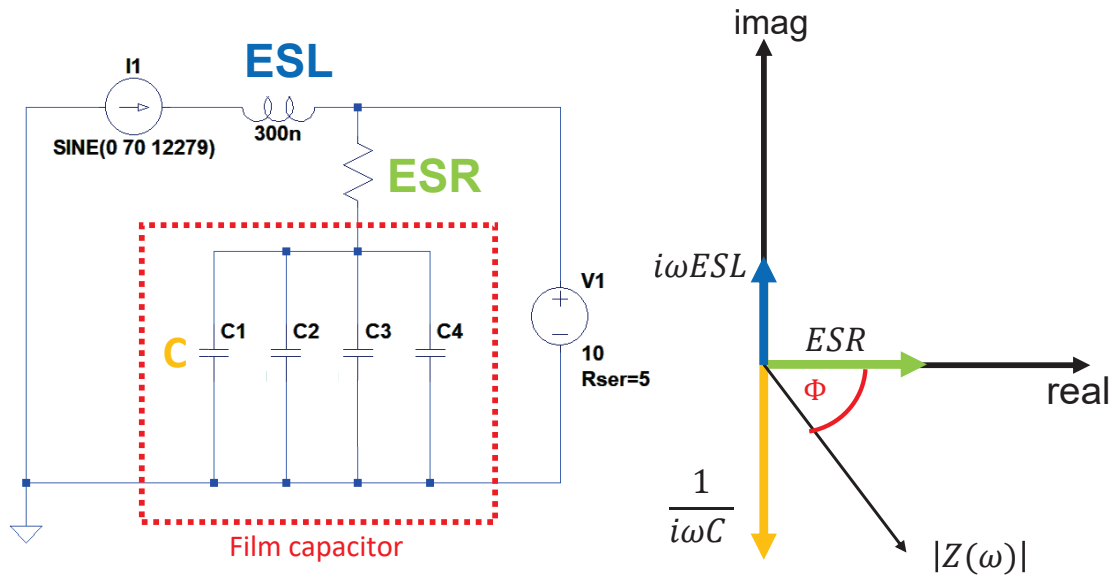 I1
SINE(0 70 12279)
ESL
300n
ESR
C
C1
C2
C3
C4
V1
10
Rser=5
Film capacitor
imag
iωESL
ESR
real
Φ
1
iωC
|Z(ω)|